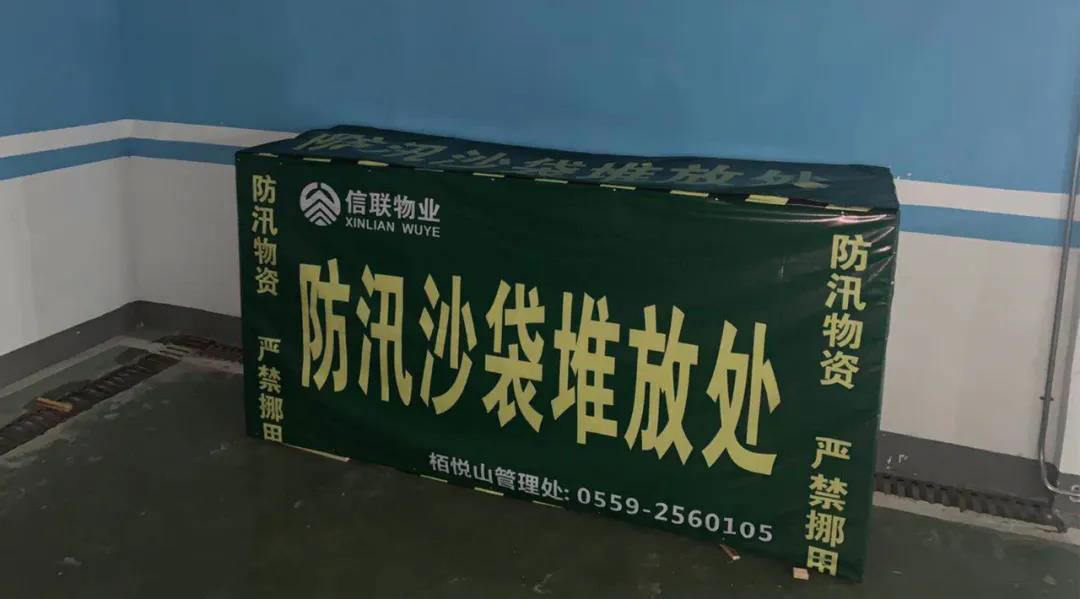 防汛沙袋堆放处
信联物业
XINLIAN WUYE
防汛物资 严禁挪用
防汛沙袋堆放处
栢悦山管理处: 0559-2560105
防汛物资 严禁挪用